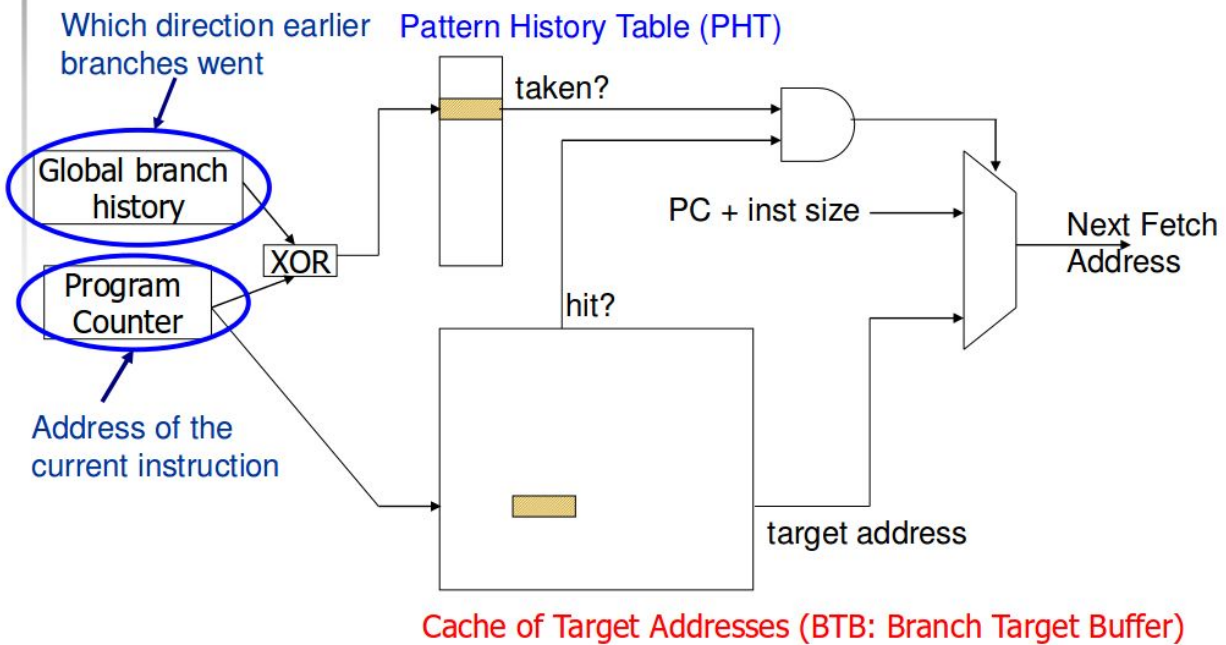 Which direction earlier
branches went
Pattern History Table (PHT)
taken?
Global branch
history
PC + inst size
Next Fetch
Address
XOR
Program
Counter
hit?
Address of the
current instruction
target address
Cache of Target Addresses (BTB: Branch Target Buffer)